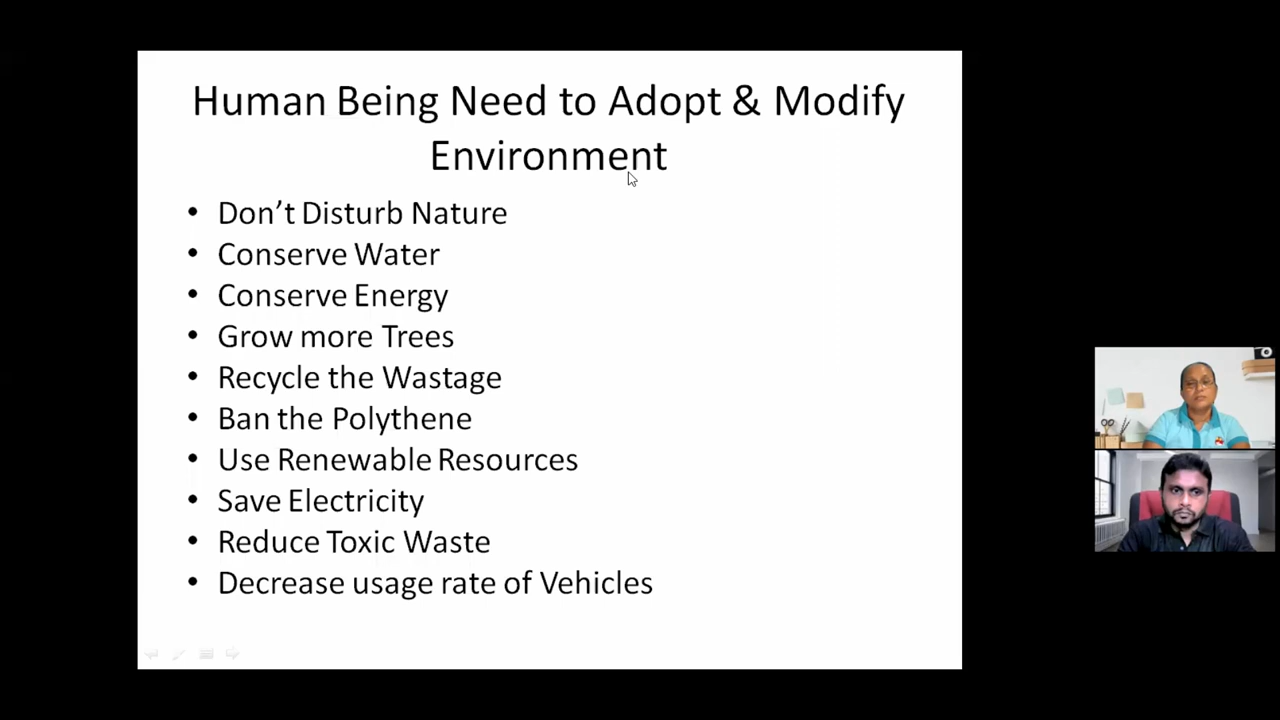 Human Being Need to Adopt & Modify
Environment
• Don’t Disturb Nature
• Conserve Water
• Conserve Energy
• Grow more Trees
• Recycle the Wastage
• Ban the Polythene
• Use Renewable Resources
• Save Electricity
• Reduce Toxic Waste
• Decrease usage rate of Vehicles